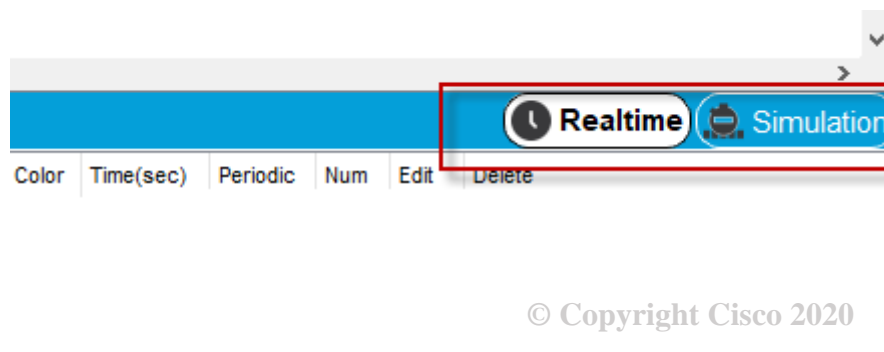 Realtime Simulation
Color Time(sec) Periodic Num Edit Delete
© Copyright Cisco 2020